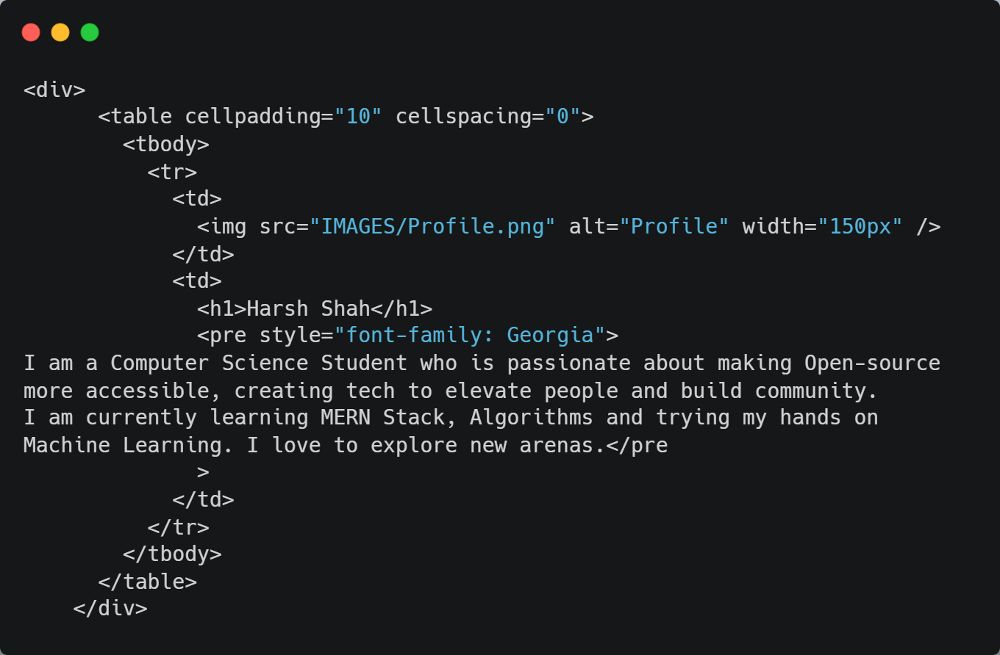 <div>
      <table cellpadding="10" cellspacing="0">
        <tbody>
          <tr>
            <td>
              <img src="IMAGES/Profile.png" alt="Profile" width="150px" />
            </td>
            <td>
              <h1>Harsh Shah</h1>
              <pre style="font-family: Georgia">
I am a Computer Science Student who is passionate about making Open-source
more accessible, creating tech to elevate people and build community.
I am currently learning MERN Stack, Algorithms and trying my hands on
Machine Learning. I love to explore new arenas.</pre
              >
            </td>
          </tr>
        </tbody>
      </table>
    </div>